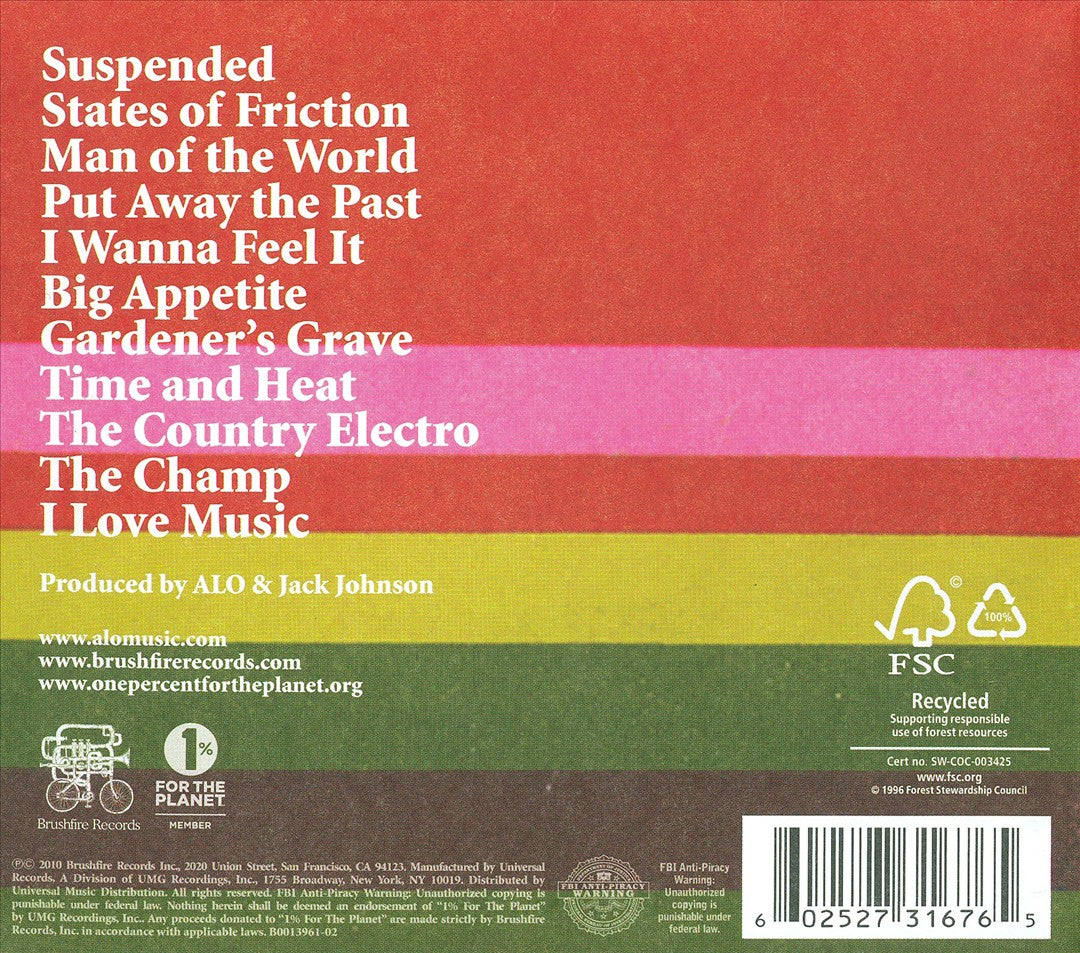 Suspended
States of Friction
Man of the World
Put Away the Past
I Wanna Feel It
Big Appetite
Gardener’s Grave
Time and Heat
The Country Electro
The Champ
I Love Music
Produced by ALO & Jack Johnson
www.alomusic.com
www.brushfirerecords.com
www.onepercentfortheplanet.org
Brushfire Records
1%
FOR THE
PLANET
MEMBER
©
100%
FSC
Recycled
Supporting responsible
use of forest resources
Cert no. SW-COC-003425
www.fsc.org
© 1996 Forest Stewardship Council
℗© 2010 Brushfire Records Inc., 2020 Union Street, San Francisco, CA 94123. Manufactured by Universal
Records, A Division of UMG Recordings, Inc., 1755 Broadway, New York, NY 10019. Distributed by
Universal Music Distribution. All rights reserved. FBI Anti-Piracy Warning: Unauthorized copying is
punishable under federal law. Nothing herein shall be deemed an endorsement of "1% For The Planet"
by UMG Recordings, Inc.. Any proceeds donated to "1% For The Planet" are made strictly by Brushfire
Records, Inc. in accordance with applicable laws. B0013961-02
FBI ANTI-PIRACY
WARNING
FBI Anti-Piracy
Warning:
Unauthorized
copying is
punishable under
federal law.
6 02527 31676 5